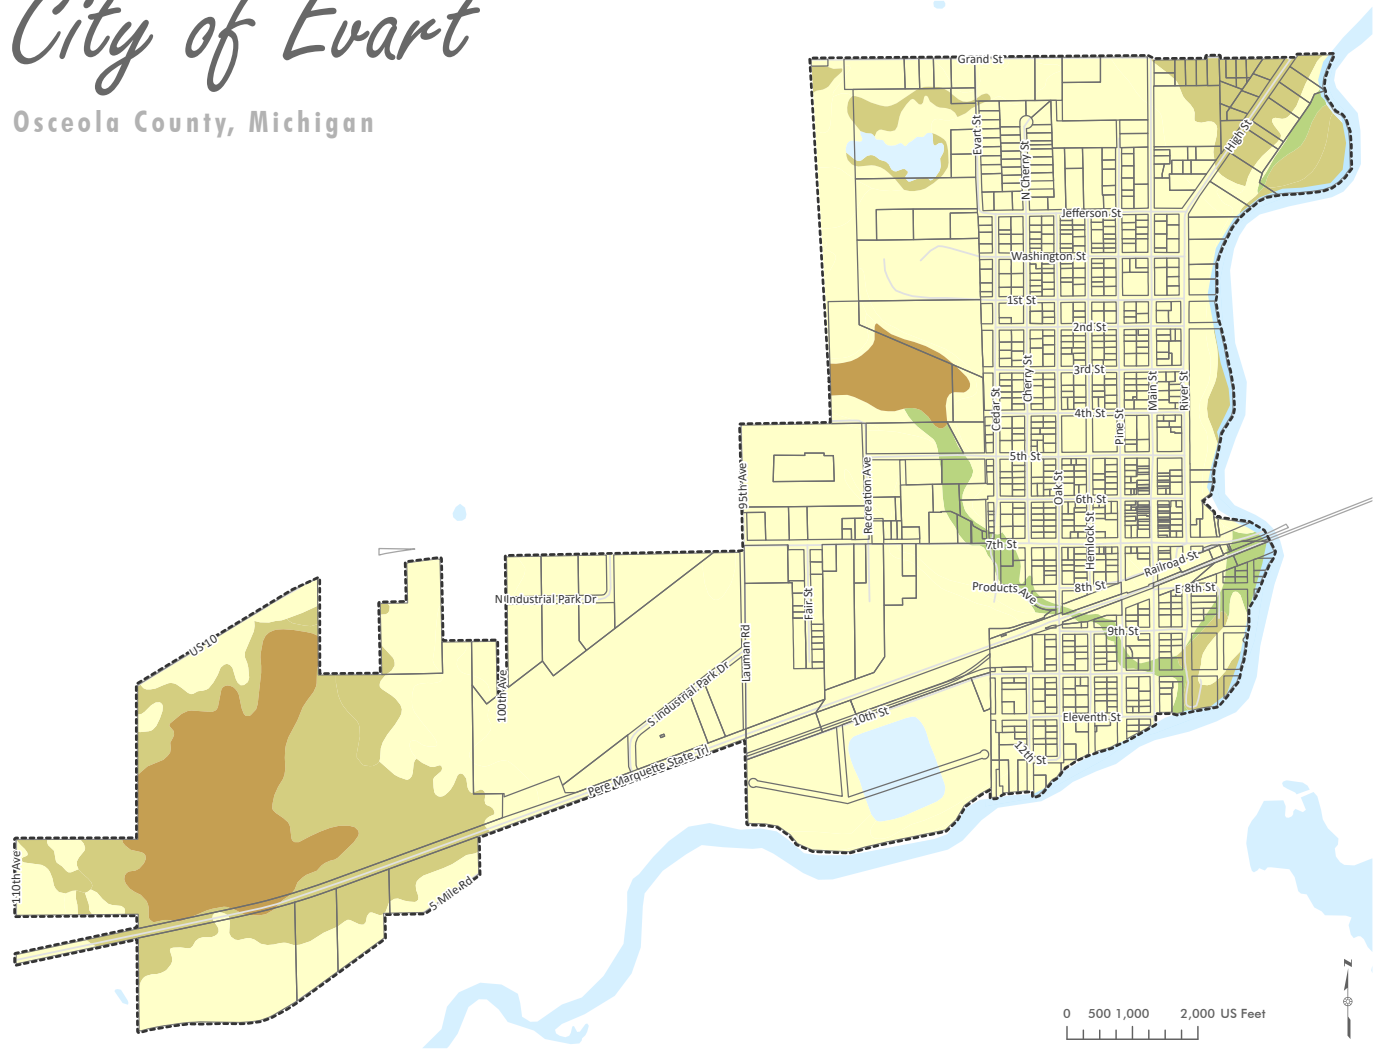 City of Evart
Osceola County, Michigan
Grand St
Evart St
N Cherry St
High St
Jefferson St
Washington St
1st St
2nd St
3rd St
Cherry St
Cedar St
Main St
River St
4th St
Pine St
5th St
95th Ave
Recreation Ave
Oak St
6th St
Hemlock St
7th St
Railroad St
Products Ave
8th St
E 8th St
Fair St
N Industrial Park Dr
9th St
US 10
Lauman Rd
100th Ave
S Industrial Park Dr
10th St
Eleventh St
12th St
Pere Marquette State Trl
110th Ave
5 Mile Rd
N
0 500 1,000 2,000 US Feet